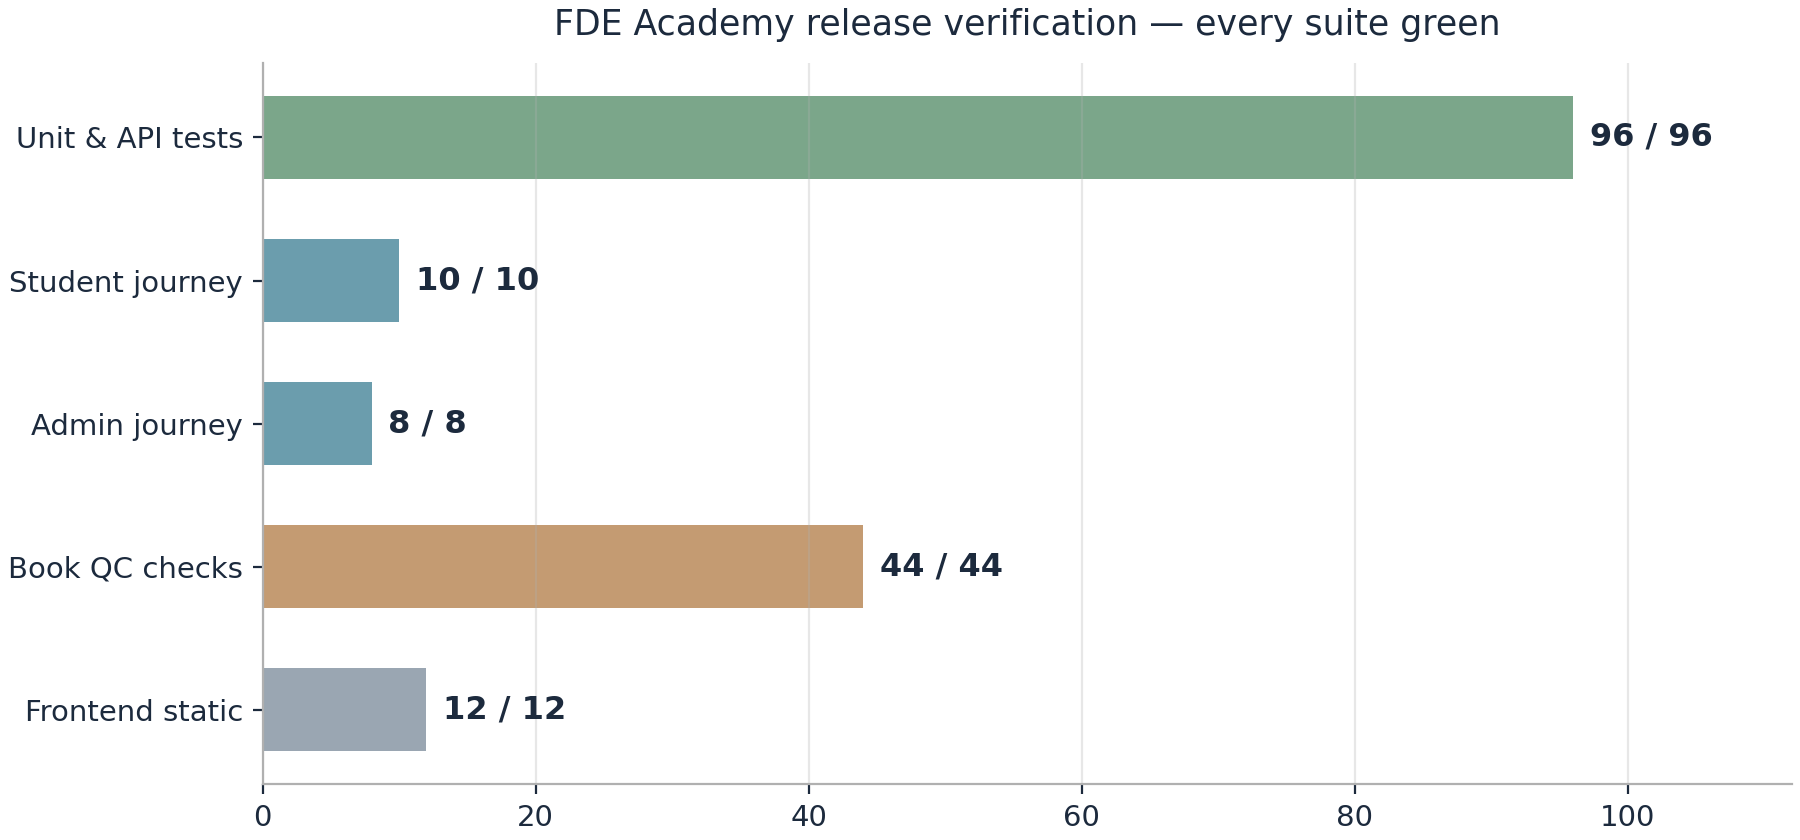 FDE Academy release verification — every suite green
Unit & API tests
96 / 96
Student journey
10 / 10
Admin journey
8 / 8
Book QC checks
44 / 44
Frontend static
12 / 12
0 20 40 60 80 100